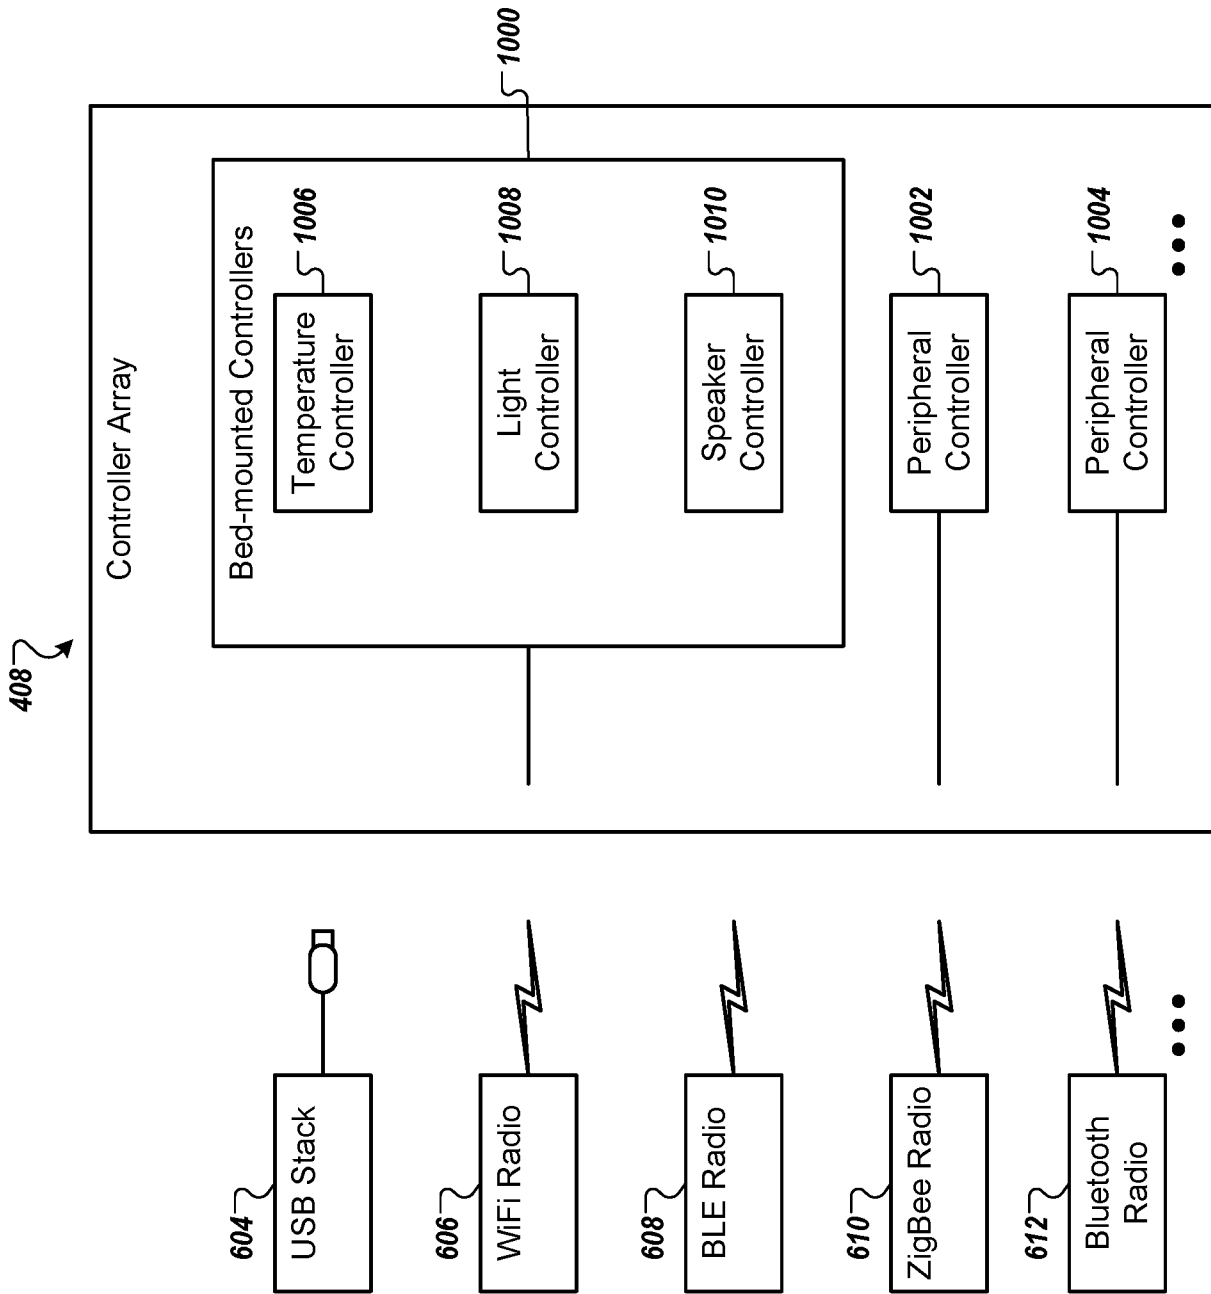 408
Controller Array
Bed-mounted Controllers
1000
Temperature
Controller
1006
Light
Controller
1008
Speaker
Controller
1010
Peripheral
Controller
1002
Peripheral
Controller
1004
604
USB Stack
606
WiFi Radio
608
BLE Radio
610
ZigBee Radio
612
Bluetooth
Radio